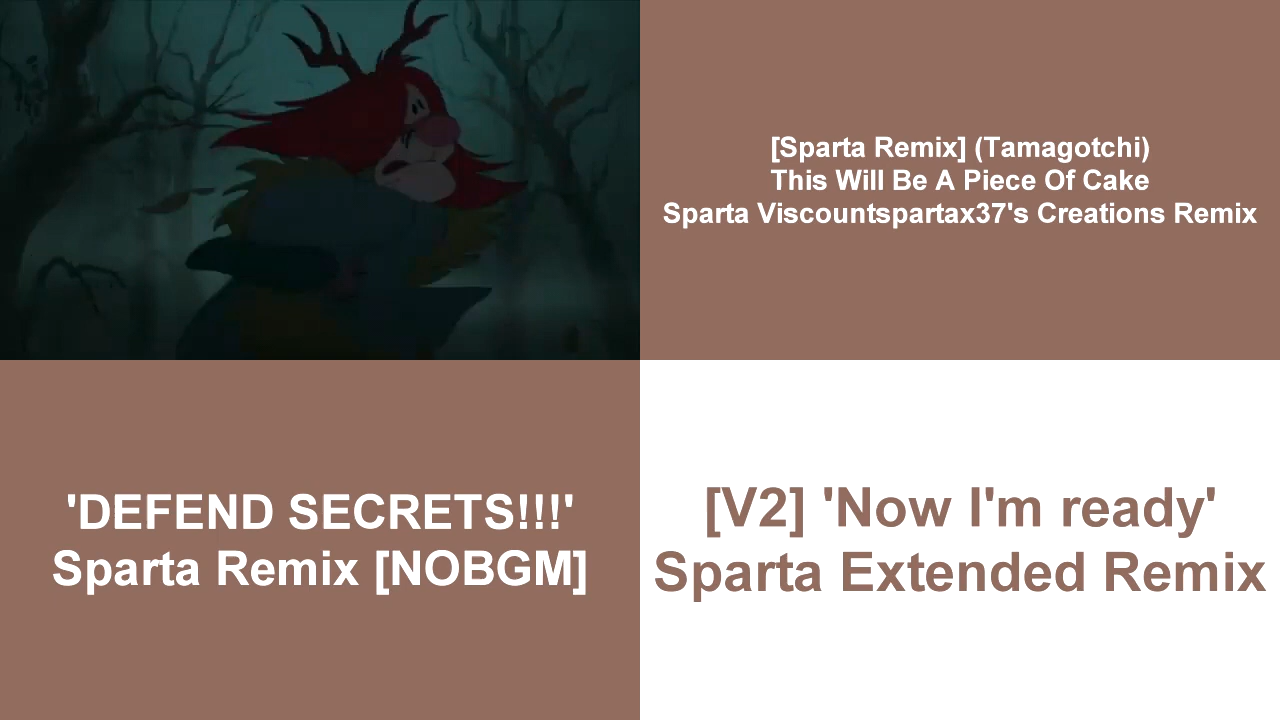 [Sparta Remix] (Tamagotchi)
This Will Be A Piece Of Cake
Sparta Viscountspartax37's Creations Remix
'DEFEND SECRETS!!!'
Sparta Remix [NOBGM]
[V2] 'Now I'm ready'
Sparta Extended Remix